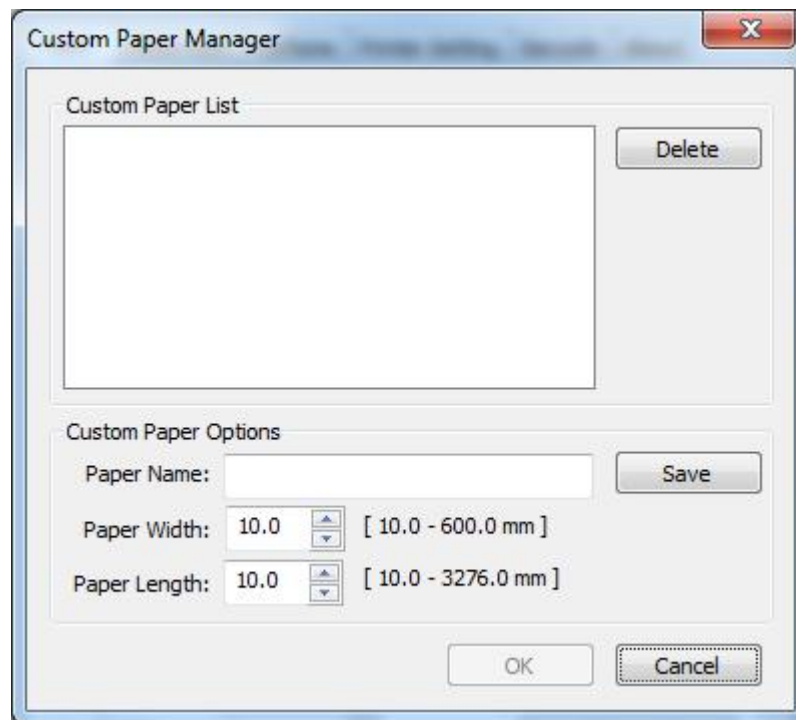 Custom Paper Manager
Custom Paper List
Delete
Custom Paper Options
Paper Name:
Save
Paper Width: 10.0 [ 10.0 - 600.0 mm ]
Paper Length: 10.0 [ 10.0 - 3276.0 mm ]
OK Cancel